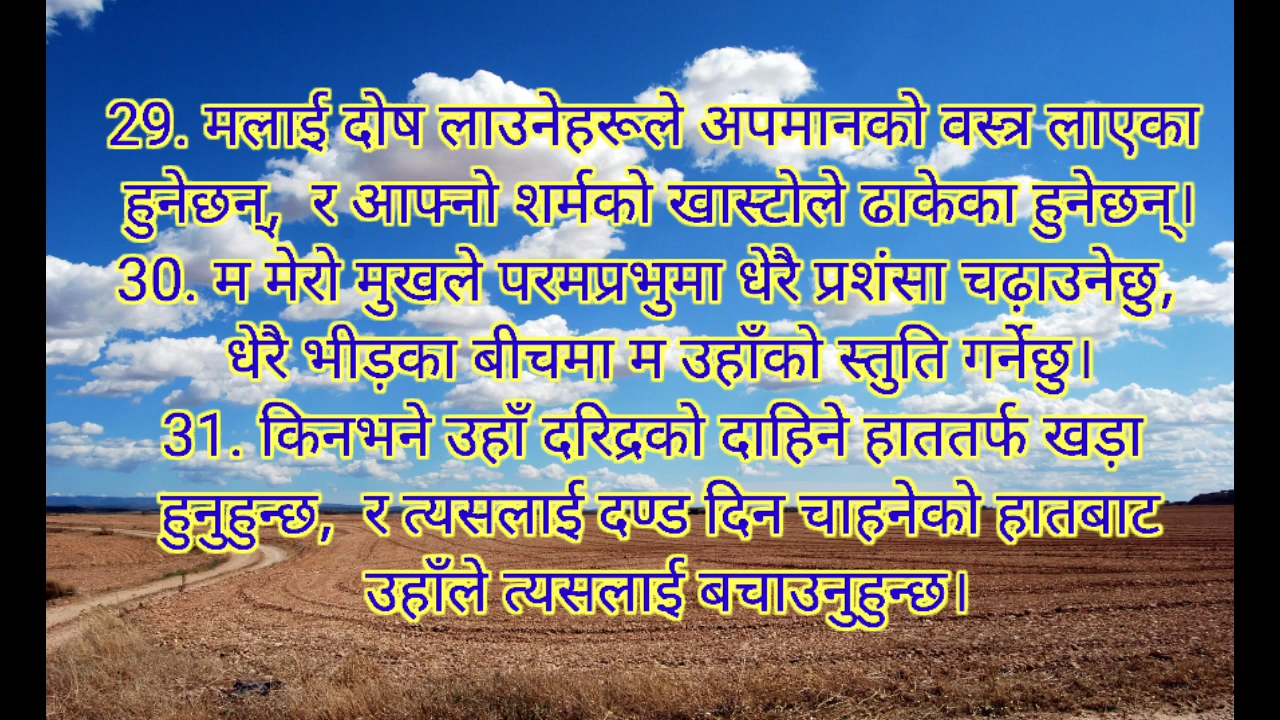 29. मलाई दोष लाउनेहरूले अपमानको वस्त्र लाएका
हुनेछन्, र आफ्नो शर्मको खास्टोले ढाकेका हुनेछन्।
30. म मेरो मुखले परमप्रभुमा धेरै प्रशंसा चढ़ाउनेछु,
धेरै भीड़का बीचमा म उहाँको स्तुति गर्नेछु।
31. किनभने उहाँ दरिद्रको दाहिने हाततर्फ खड़ा
हुनुहुन्छ, र त्यसलाई दण्ड दिन चाहनेको हातबाट
उहाँले त्यसलाई बचाउनुहुन्छ।